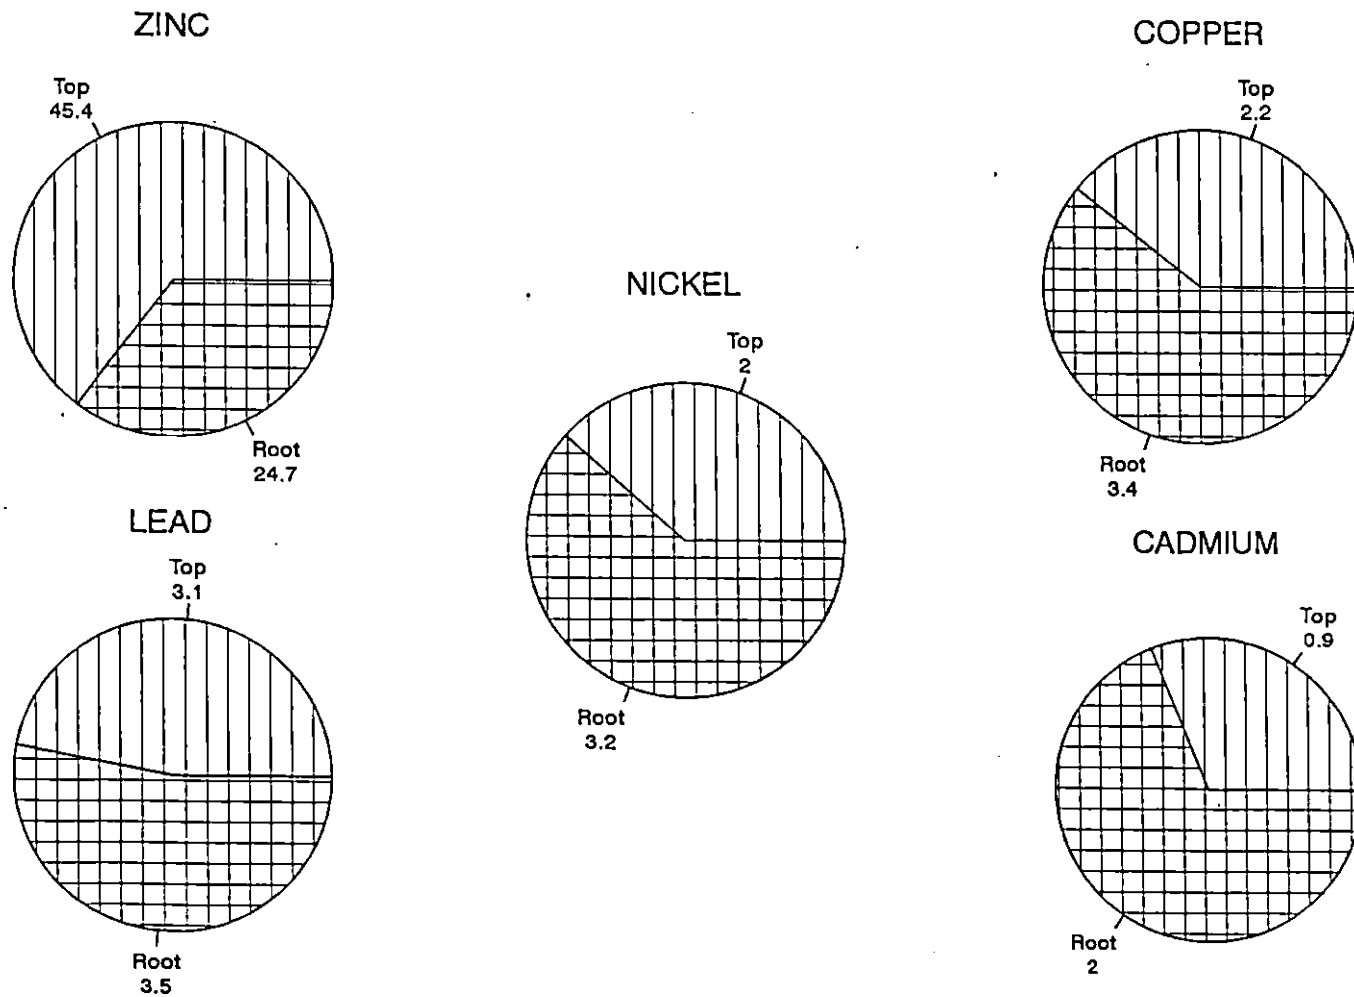 ZINC
Top
45.4
Root
24.7
COPPER
Top
2.2
Root
3.4
NICKEL
Top
2
Root
3.2
LEAD
Top
3.1
Root
3.5
CADMIUM
Top
0.9
Root
2